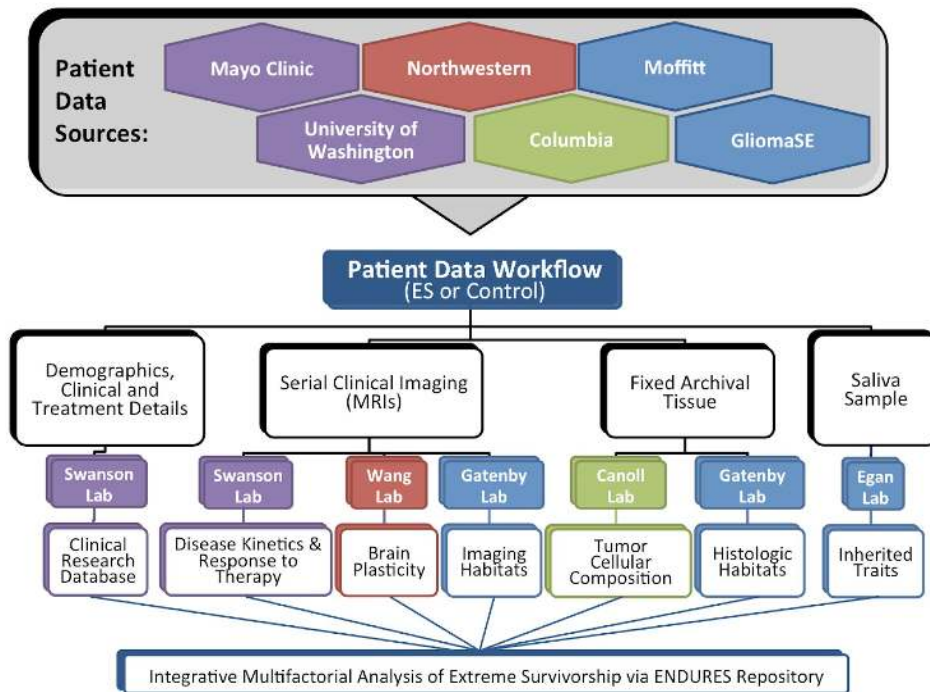 Patient
Data
Sources:
Mayo Clinic
Northwestern
Moffitt
University of
Washington
Columbia
GliomaSE
Patient Data Workflow
(ES or Control)
Demographics,
Clinical and
Treatment Details
Serial Clinical Imaging
(MRIs)
Fixed Archival
Tissue
Saliva
Sample
Swanson
Lab
Swanson
Lab
Wang
Lab
Gatenby
Lab
Canoll
Lab
Gatenby
Lab
Egan
Lab
Clinical
Research
Database
Disease Kinetics &
Response to
Therapy
Brain
Plasticity
Imaging
Habitats
Tumor
Cellular
Composition
Histologic
Habitats
Inherited
Traits
Integrative Multifactorial Analysis of Extreme Survivorship via ENDURES Repository